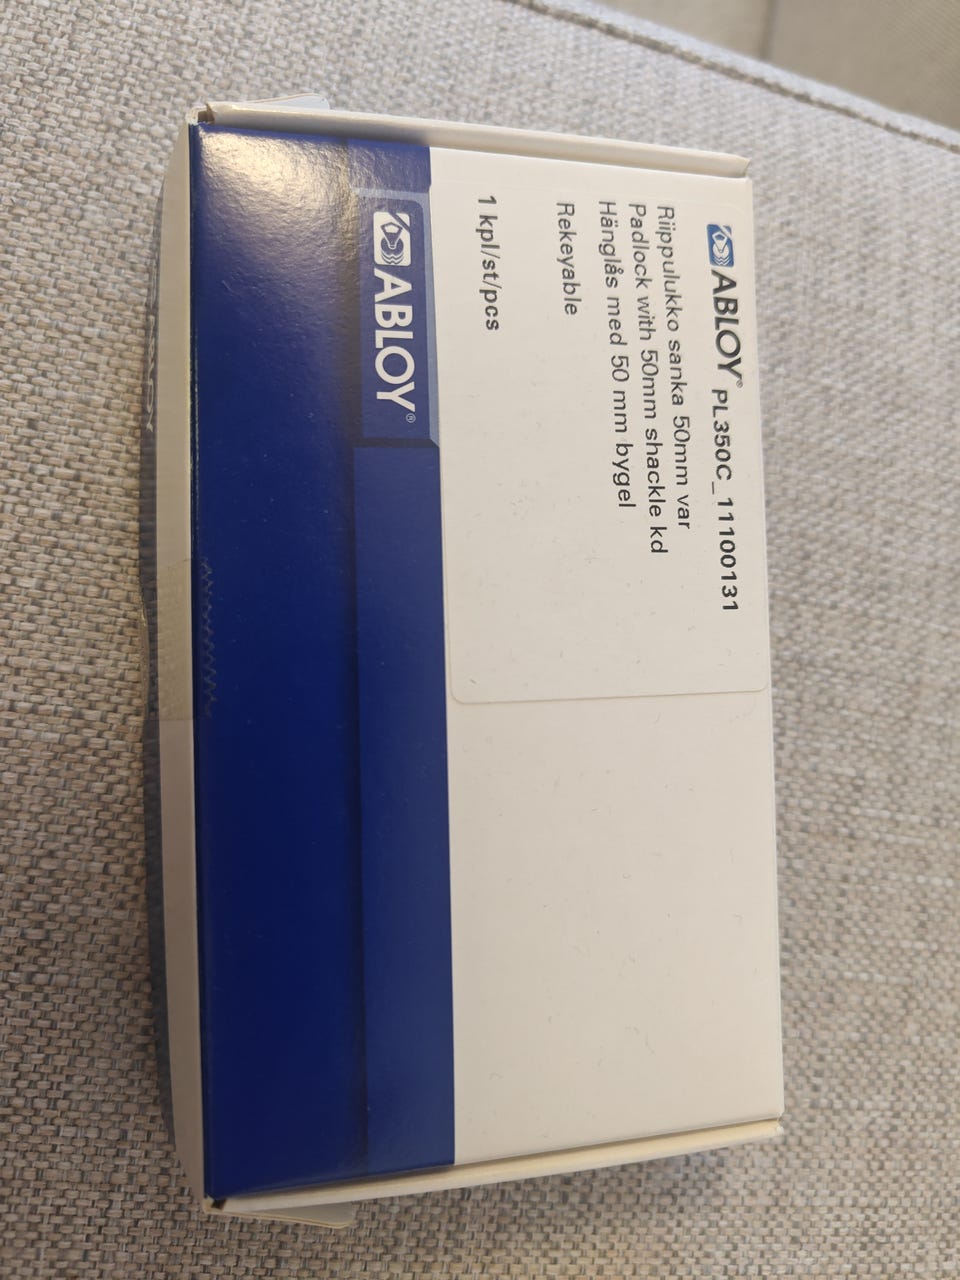 ABLOY® PL350C_11100131
Riippulukko sanka 50mm var
Padlock with 50mm shackle kd
Hänglås med 50 mm bygel
Rekeyable
1 kpl/st/pcs
ABLOY®